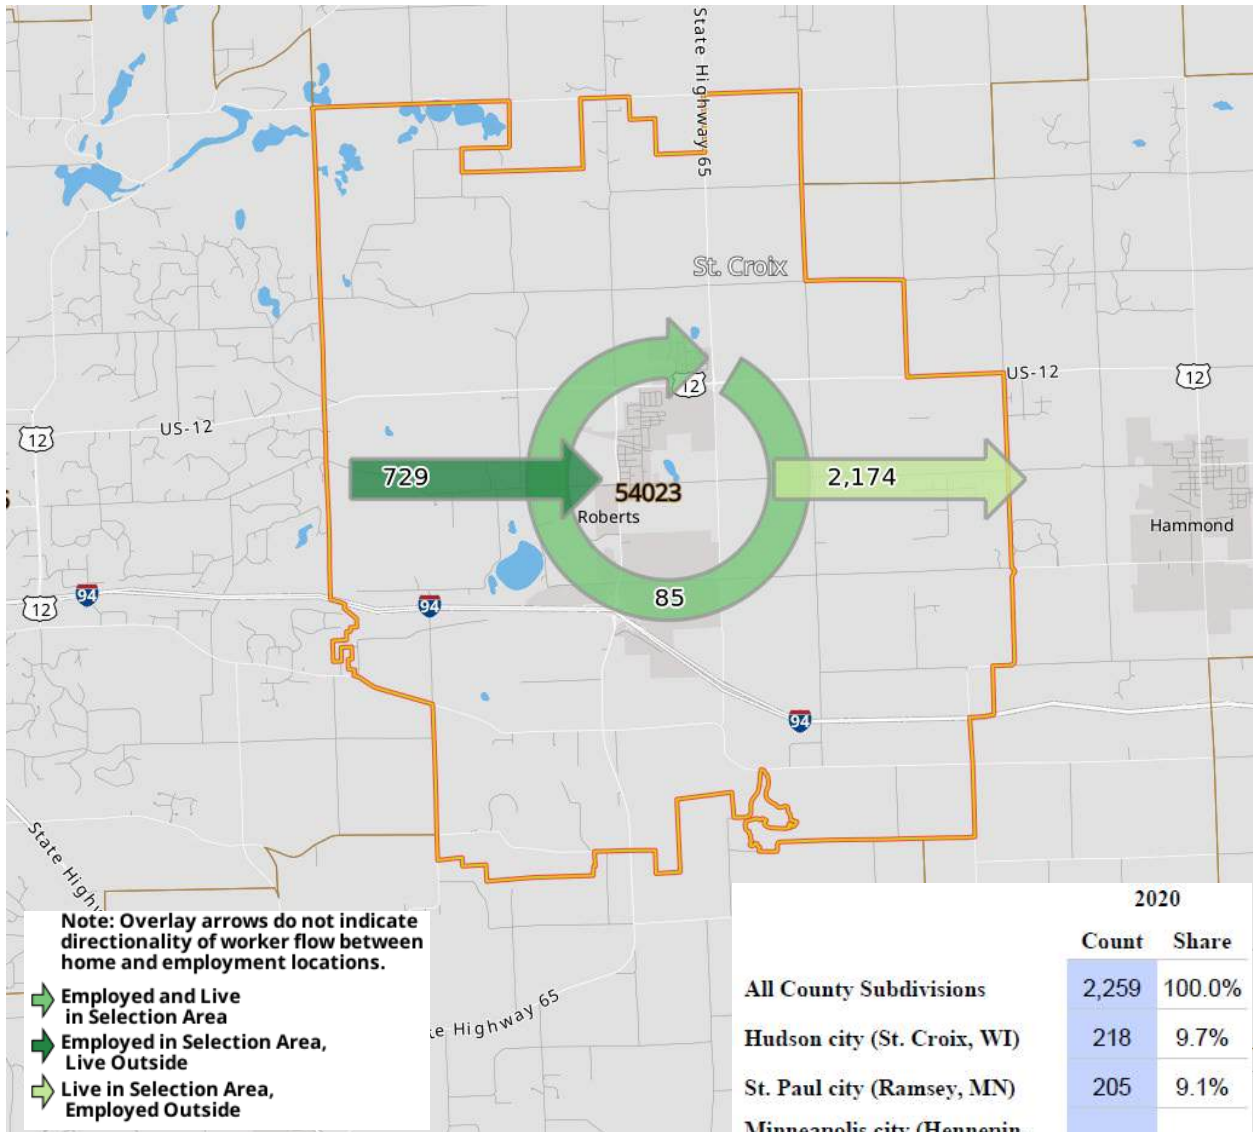 State Highway 65
St. Croix
US-12
12
12
12
US-12
729
2,174
54023
Roberts
Hammond
85
94
94
12
94
State Highw
Note: Overlay arrows do not indicate
directionality of worker flow between
home and employment locations.
Employed and Live
in Selection Area
Employed in Selection Area,
Live Outside
Live in Selection Area,
Employed Outside
te Highway 65
2020
Count Share
All County Subdivisions 2,259 100.0%
Hudson city (St. Croix, WI) 218 9.7%
St. Paul city (Ramsey, MN) 205 9.1%
Minneapolis city (Hennepin,